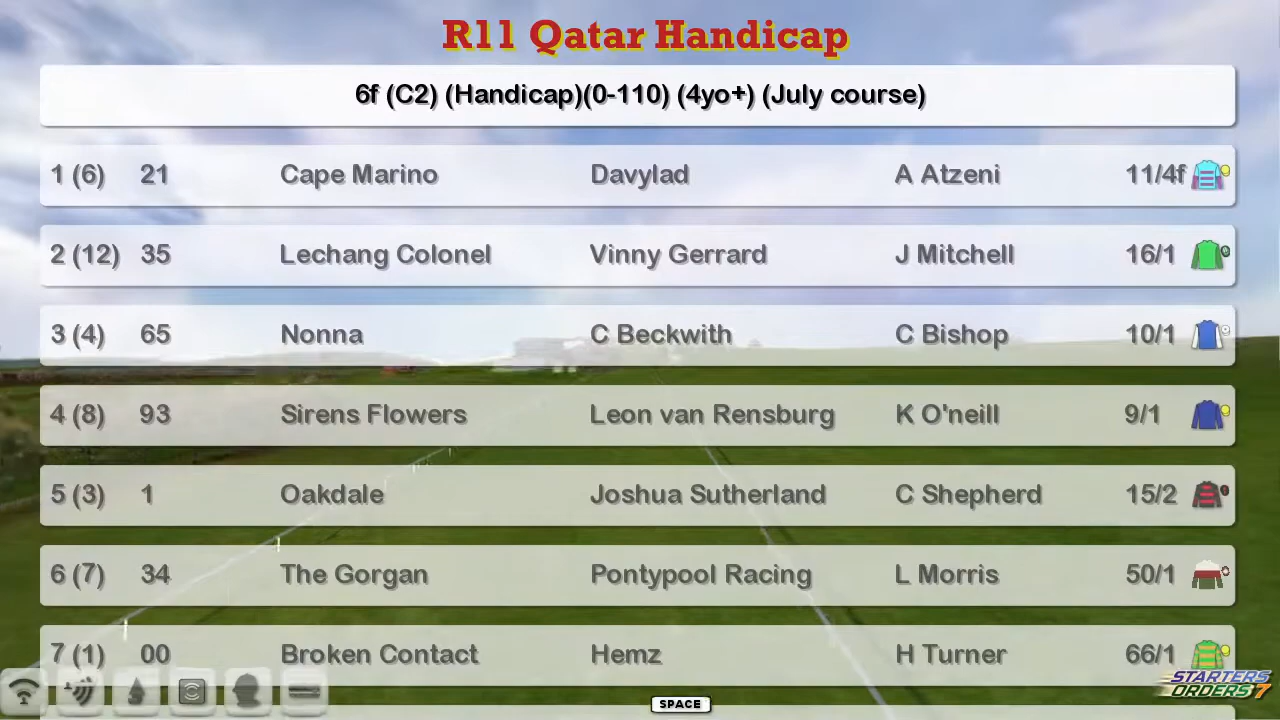 R11 Qatar Handicap
6f (C2) (Handicap)(0-110) (4yo+) (July course)
1 (6) 21 Cape Marino Davylad A Atzeni 11/4f
2 (12) 35 Lechang Colonel Vinny Gerrard J Mitchell 16/1
3 (4) 65 Nonna C Beckwith C Bishop 10/1
4 (8) 93 Sirens Flowers Leon van Rensburg K O'neill 9/1
5 (3) 1 Oakdale Joshua Sutherland C Shepherd 15/2
6 (7) 34 The Gorgan Pontypool Racing L Morris 50/1
7 (1) 00 Broken Contact Hemz H Turner 66/1
STARTERS
ORDERS 7
SPACE